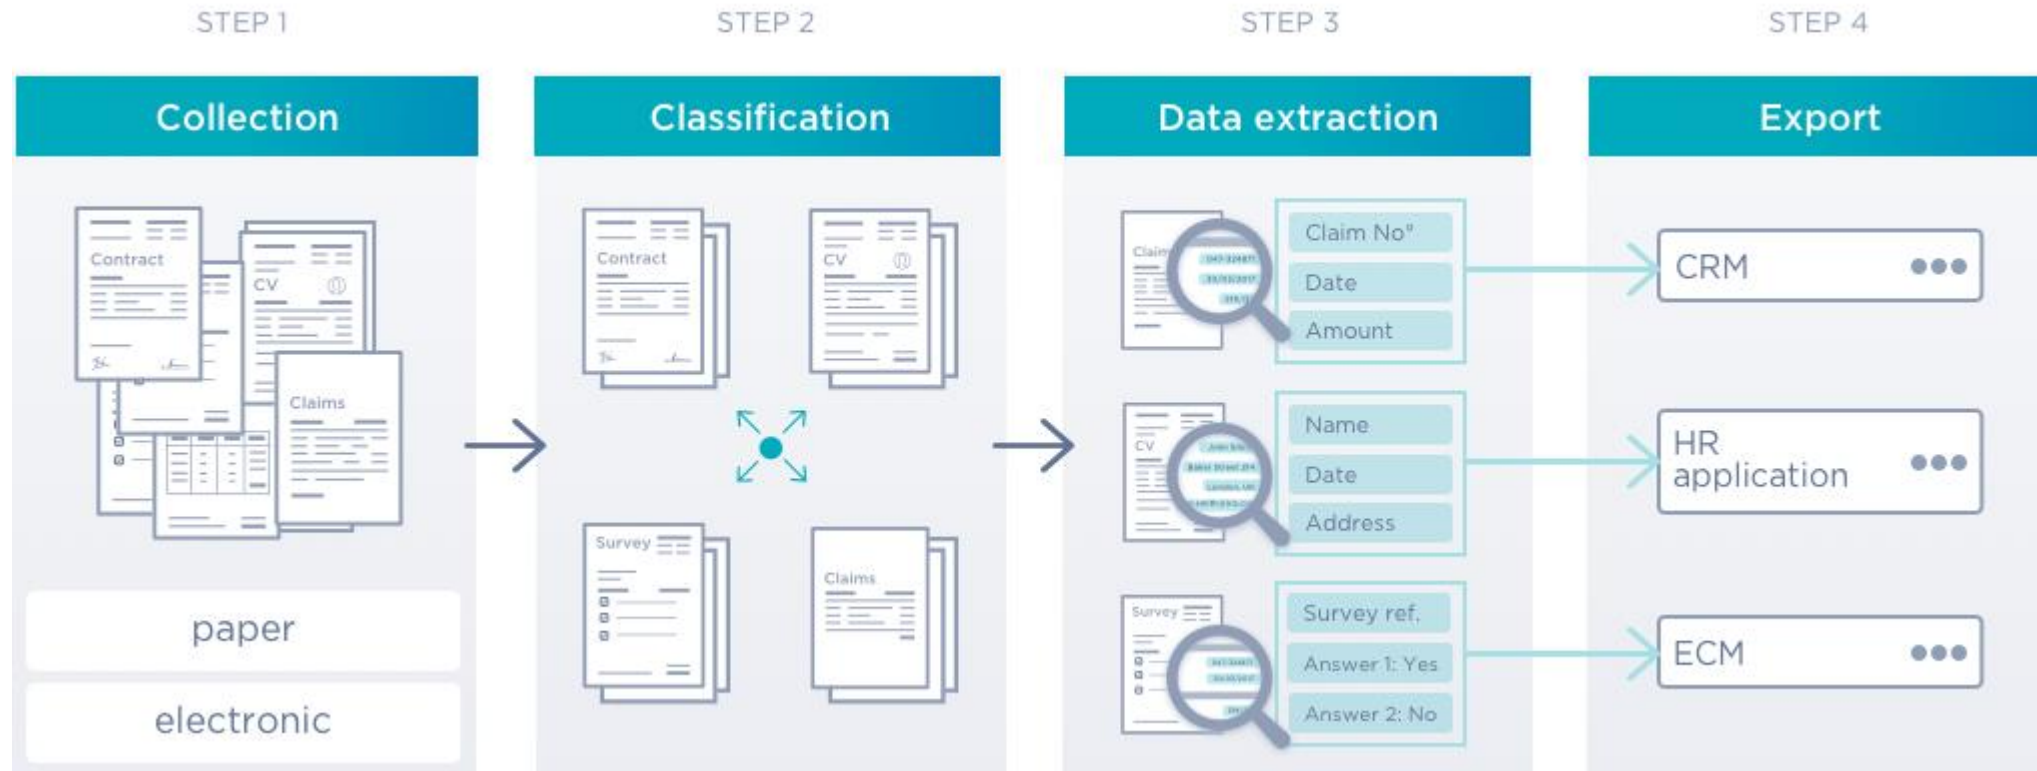 STEP 1
Collection
Contract
CV
Claims
paper
electronic
STEP 2
Classification
Contract
CV
Survey
Claims
STEP 3
Data extraction
Claim No°
Date
Amount
CV
Name
Date
Address
Survey
Survey ref.
Answer 1: Yes
Answer 2: No
STEP 4
Export
CRM
HR
application
ECM